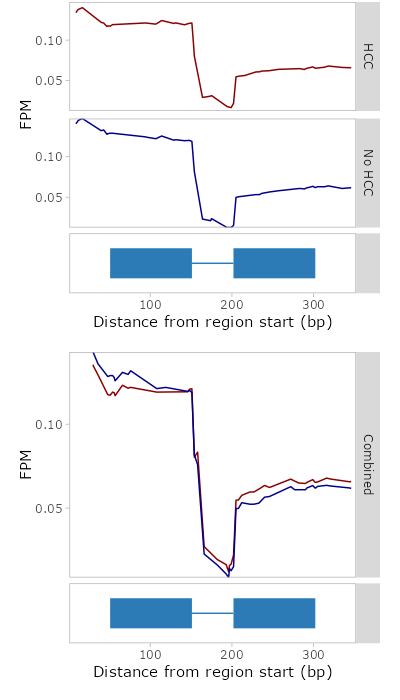 0.10
0.05
HCC
FPM
0.10
0.05
No HCC
100 200 300
Distance from region start (bp)
0.10
0.05
FPM
Combined
100 200 300
Distance from region start (bp)